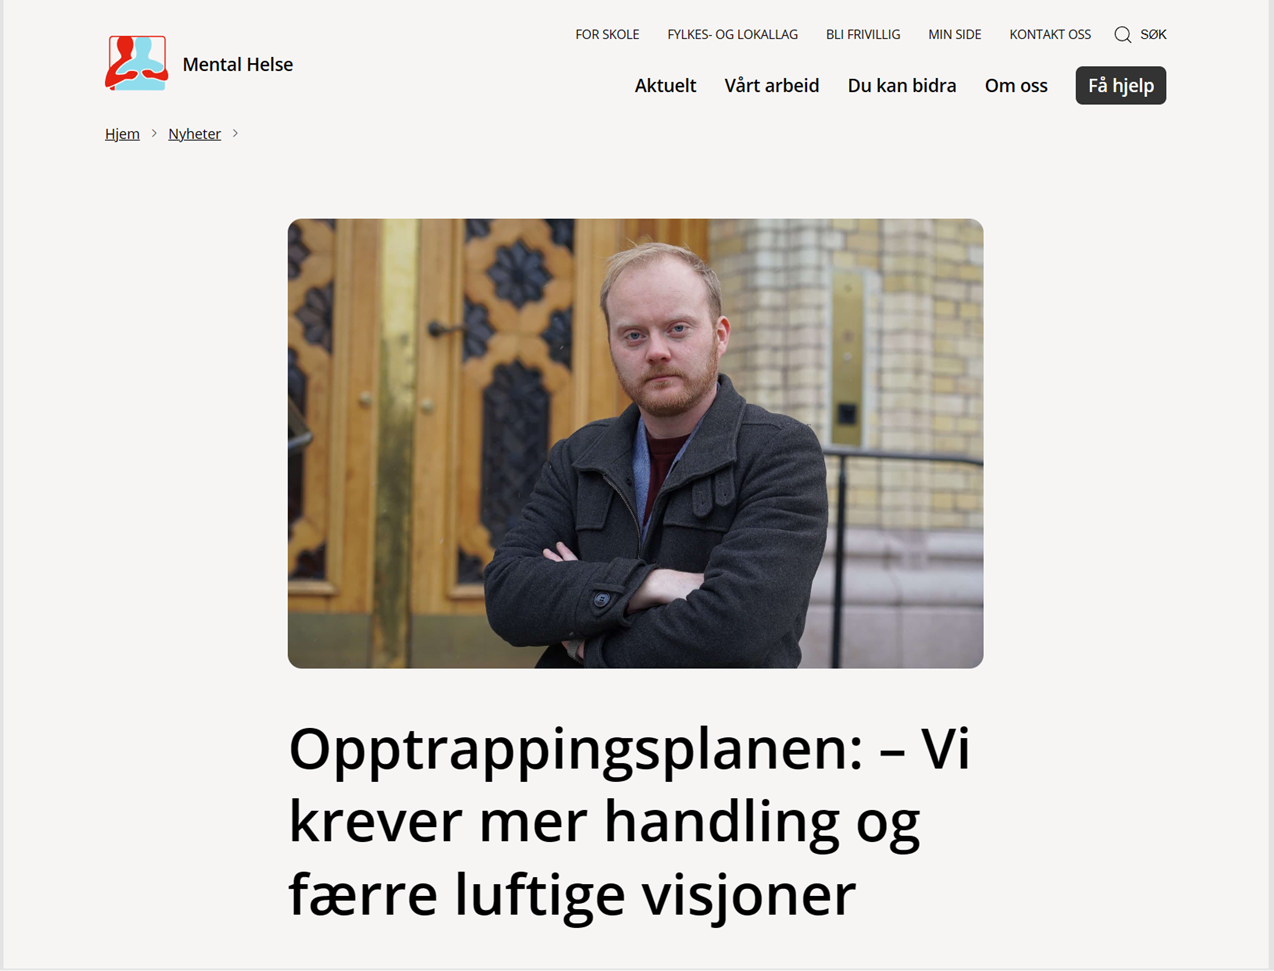 FOR SKOLE FYLKES- OG LOKALLAG BLI FRIVILLIG MIN SIDE KONTAKT OSS SØK
Mental Helse
Aktuelt Vårt arbeid Du kan bidra Om oss Få hjelp
Hjem > Nyheter >
Opptrappingsplanen: – Vi
krever mer handling og
færre luftige visjoner